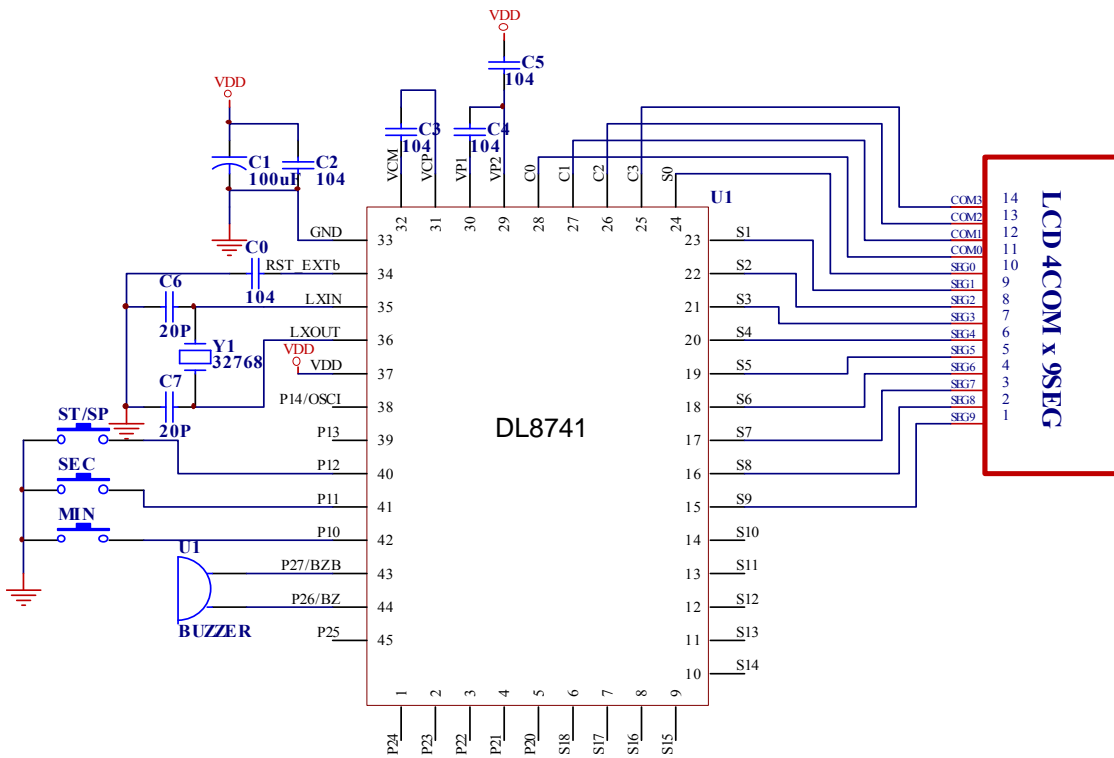 VDD
C5
104
VDD
C1
100uF
C2
104
C3
104
C4
104
VCM
VCP
VP1
VP2
C0
C1
C2
C3
S0
32
31
30
29
28
27
26
25
24
U1
GND
33
C0
104
RST_EXTb
34
C6
20P
LXIN
35
LXOUT
36
Y1
32768
VDD
VDD
37
C7
20P
P14/OSCI
38
ST/SP
P13
39
P12
40
SEC
P11
41
MIN
P10
42
U1
BUZZER
P27/BZB
43
P26/BZ
44
P25
45
DL8741
23
S1
22
S2
21
S3
20
S4
19
S5
18
S6
17
S7
16
S8
15
S9
14
S10
13
S11
12
S12
11
S13
10
S14
1
2
3
4
5
6
7
8
9
P24
P23
P22
P21
P20
S18
S17
S16
S15
COM3
14
COM2
13
COM1
12
COM0
11
SEG0
10
SEG1
9
SEG2
8
SEG3
7
SEG4
6
SEG5
5
SEG6
4
SEG7
3
SEG8
2
SEG9
1
LCD 4COM x 9SEG